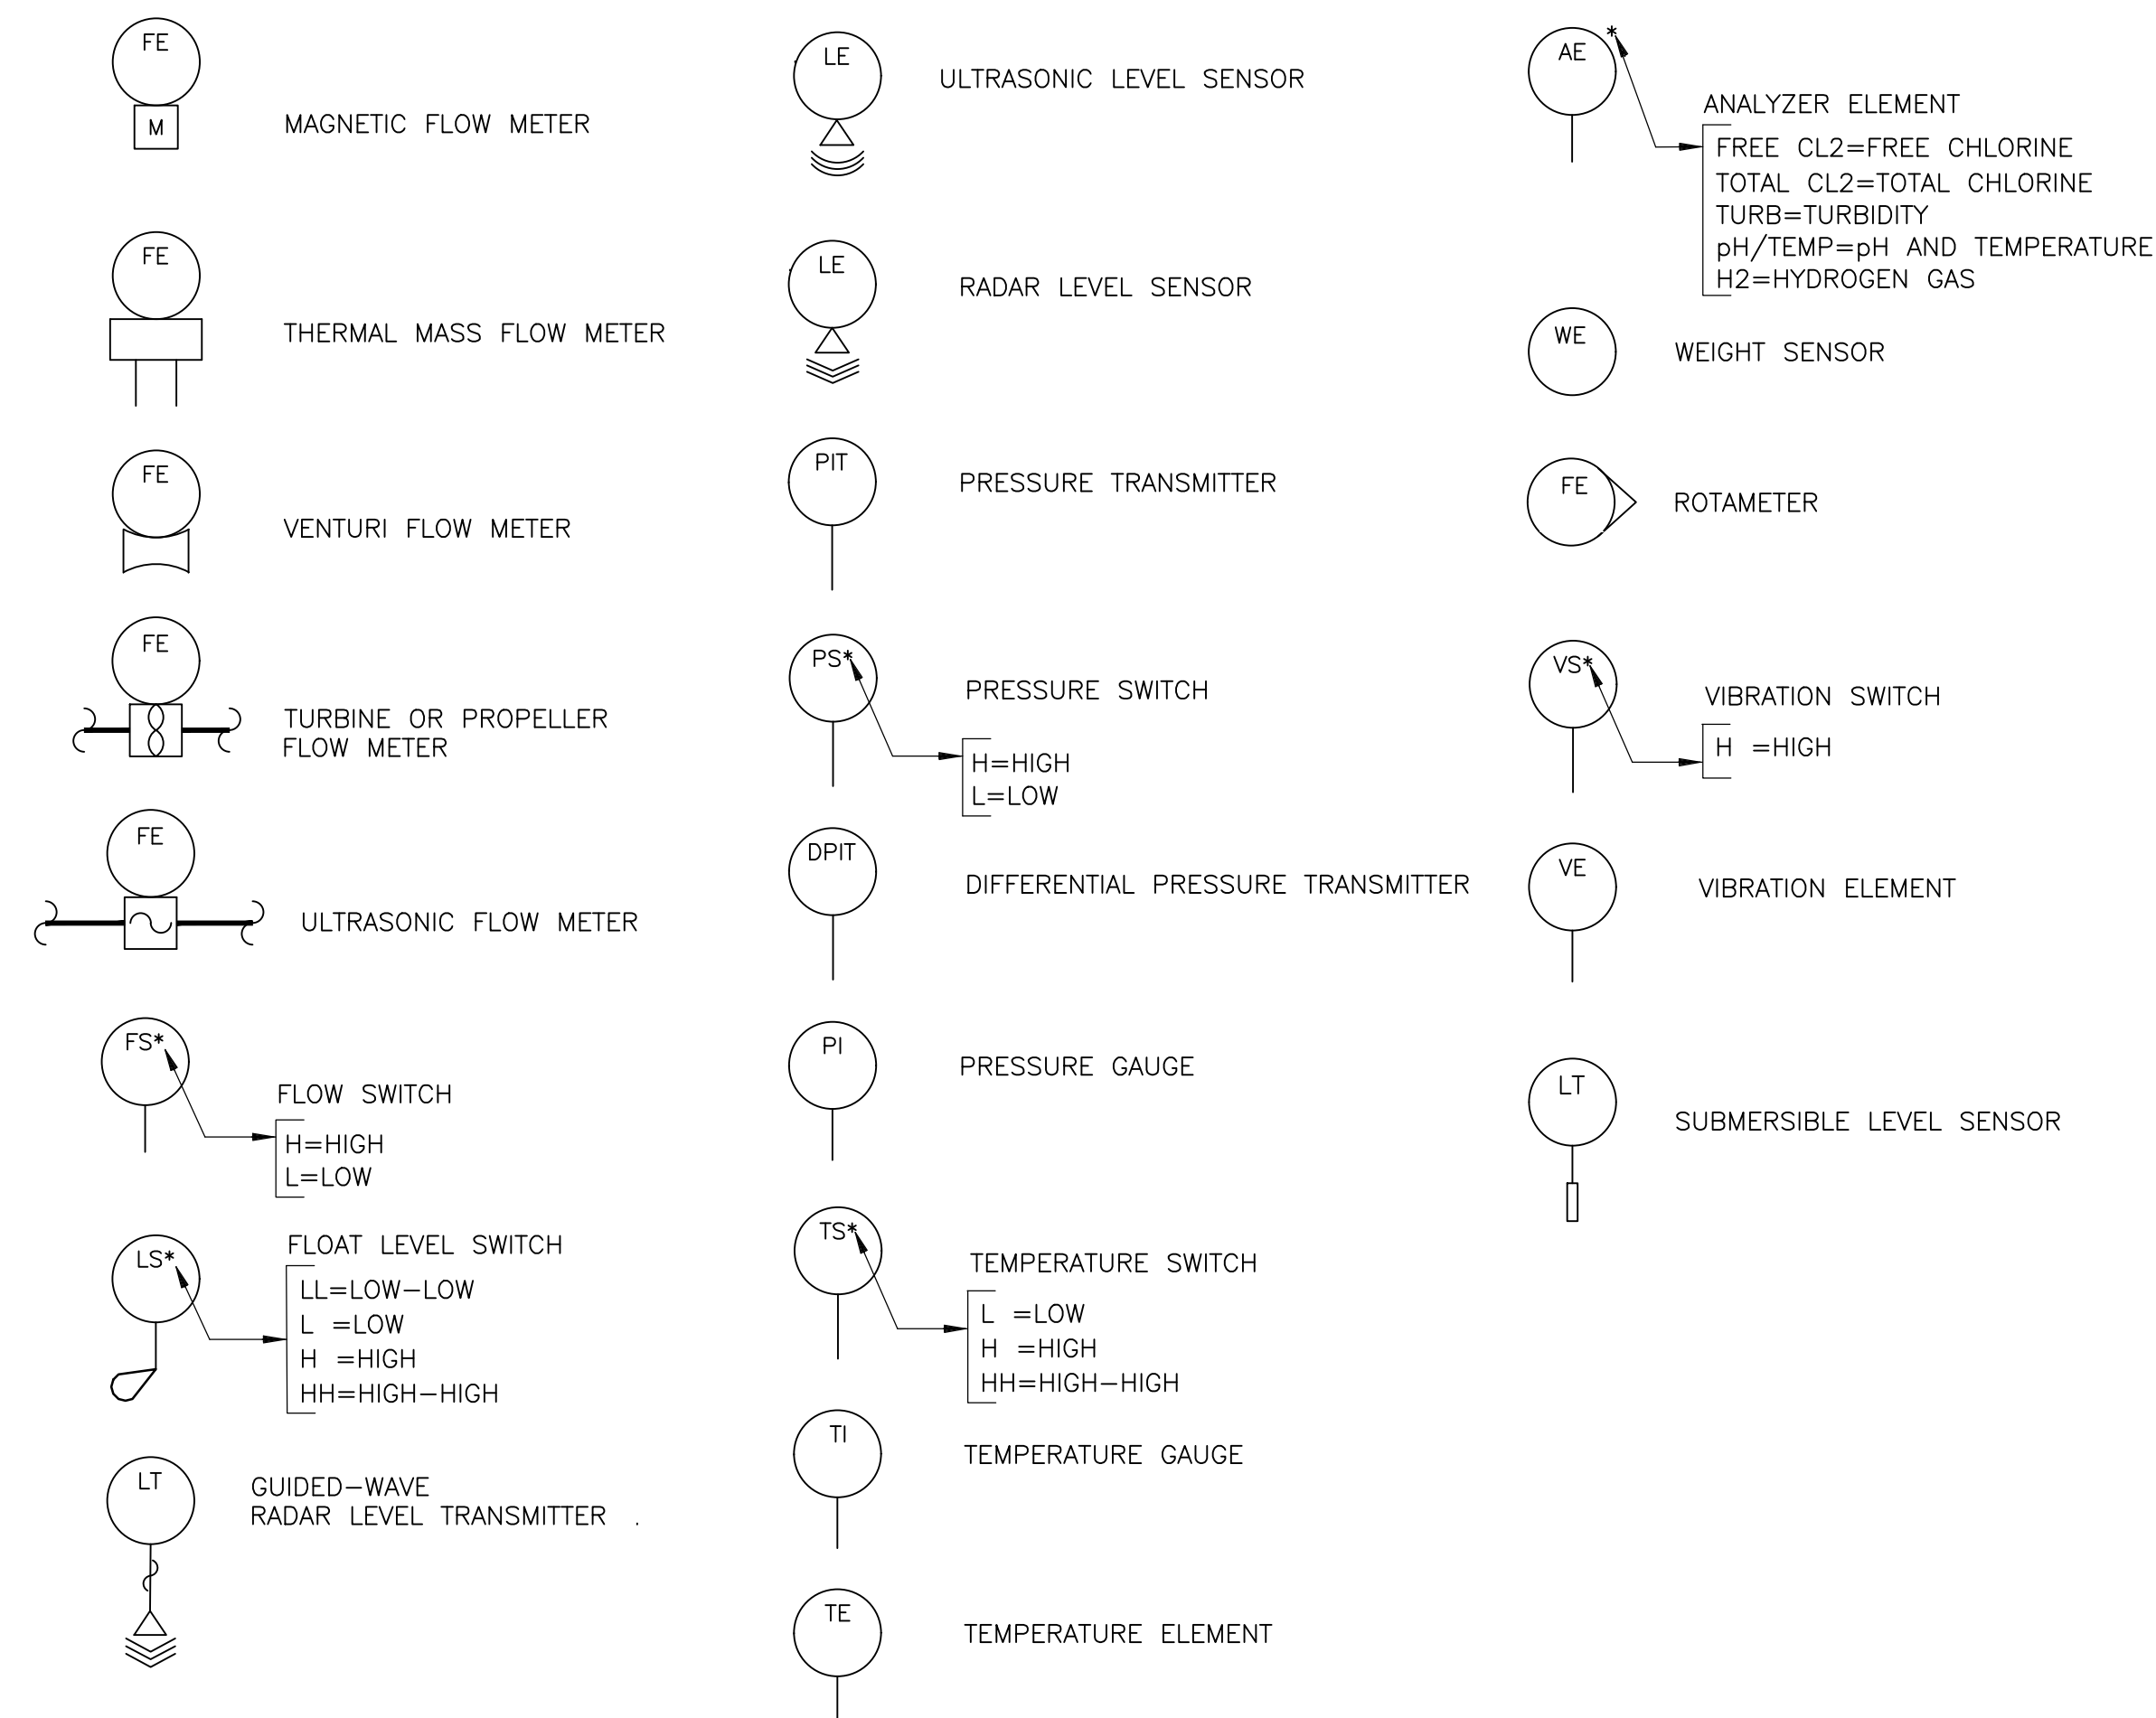 FE
M
MAGNETIC FLOW METER
FE
THERMAL MASS FLOW METER
FE
VENTURI FLOW METER
FE
TURBINE OR PROPELLER
FLOW METER
FE
ULTRASONIC FLOW METER
FS*
FLOW SWITCH
H=HIGH
L=LOW
LS*
FLOAT LEVEL SWITCH
LL=LOW-LOW
L =LOW
H =HIGH
HH=HIGH-HIGH
LT
GUIDED-WAVE
RADAR LEVEL TRANSMITTER .
LE
ULTRASONIC LEVEL SENSOR
LE
RADAR LEVEL SENSOR
PIT
PRESSURE TRANSMITTER
PS*
PRESSURE SWITCH
H=HIGH
L=LOW
DPIT
DIFFERENTIAL PRESSURE TRANSMITTER
PI
PRESSURE GAUGE
TS*
TEMPERATURE SWITCH
L =LOW
H =HIGH
HH=HIGH-HIGH
TI
TEMPERATURE GAUGE
TE
TEMPERATURE ELEMENT
AE *
ANALYZER ELEMENT
FREE CL2=FREE CHLORINE
TOTAL CL2=TOTAL CHLORINE
TURB=TURBIDITY
pH/TEMP=pH AND TEMPERATURE
H2=HYDROGEN GAS
WE
WEIGHT SENSOR
FE
ROTAMETER
VS*
VIBRATION SWITCH
H =HIGH
VE
VIBRATION ELEMENT
LT
SUBMERSIBLE LEVEL SENSOR